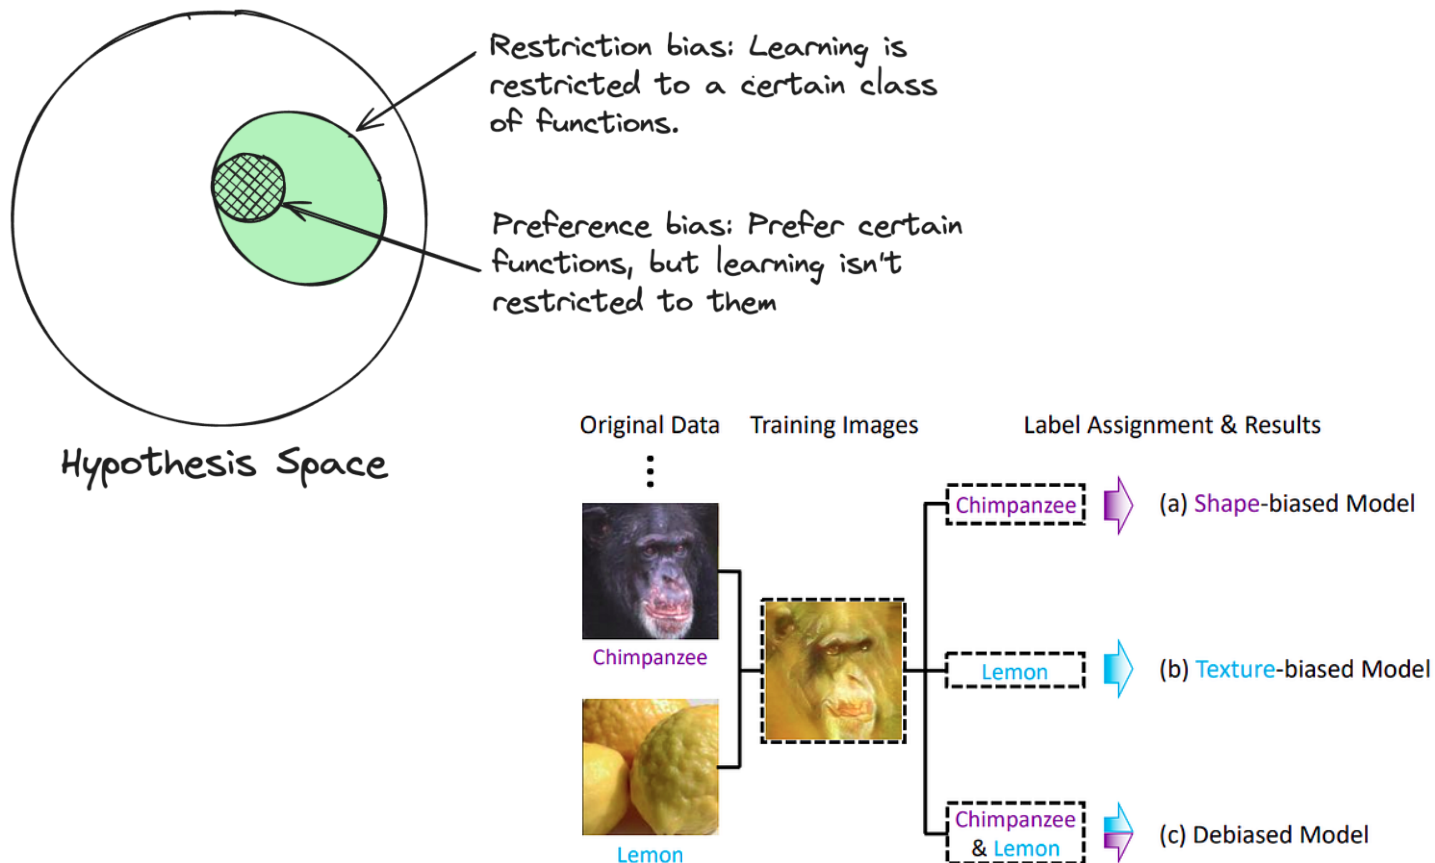 Restriction bias: Learning is
restricted to a certain class
of functions.
Preference bias: Prefer certain
functions, but learning isn't
restricted to them
Hypothesis Space
Original Data
Training Images
Label Assignment & Results
Chimpanzee
Lemon
Chimpanzee
(a) Shape-biased Model
Lemon
(b) Texture-biased Model
Chimpanzee
& Lemon
(c) Debiased Model